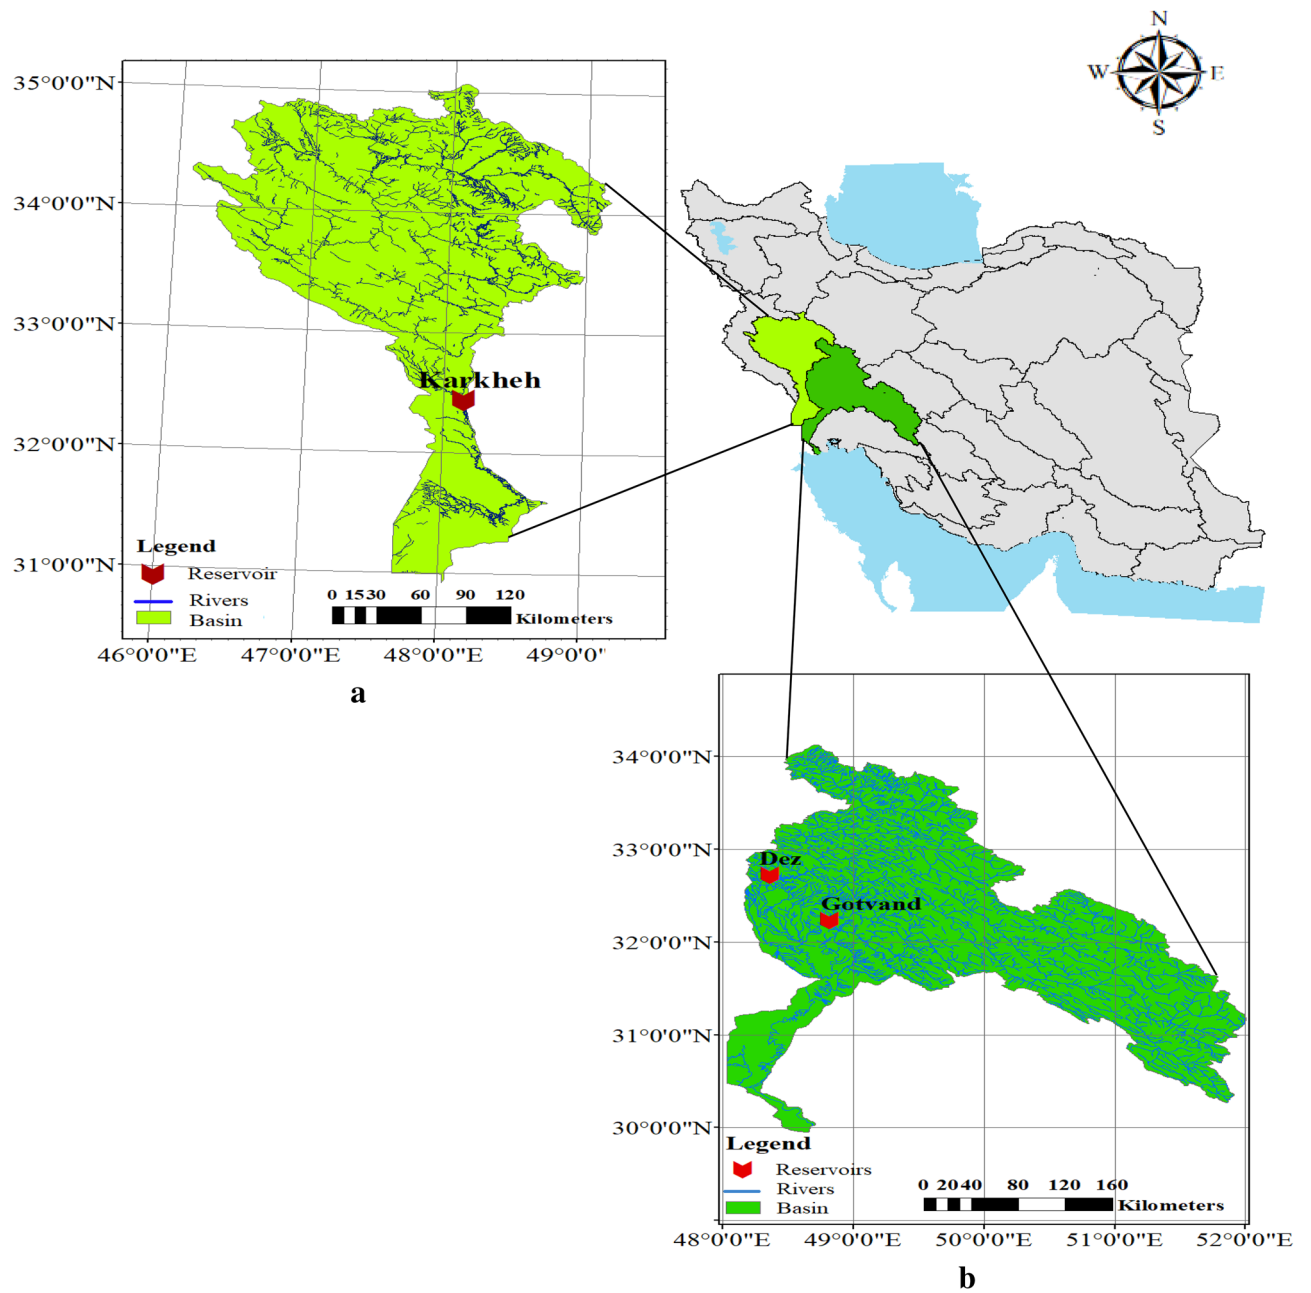 N
W E
S
35°0'0"N
34°0'0"N
33°0'0"N
32°0'0"N
31°0'0"N
Karkheh
Legend
Reservoir
Rivers
Basin
0 15 30 60 90 120
Kilometers
46°0'0"E 47°0'0"E 48°0'0"E 49°0'0"
a
34°0'0"N
33°0'0"N
32°0'0"N
31°0'0"N
30°0'0"N
Dez
Gotvand
Legend
Reservoirs
Rivers
Basin
0 20 40 80 120 160
Kilometers
48°0'0"E 49°0'0"E 50°0'0"E 51°0'0"E 52°0'0"E
b